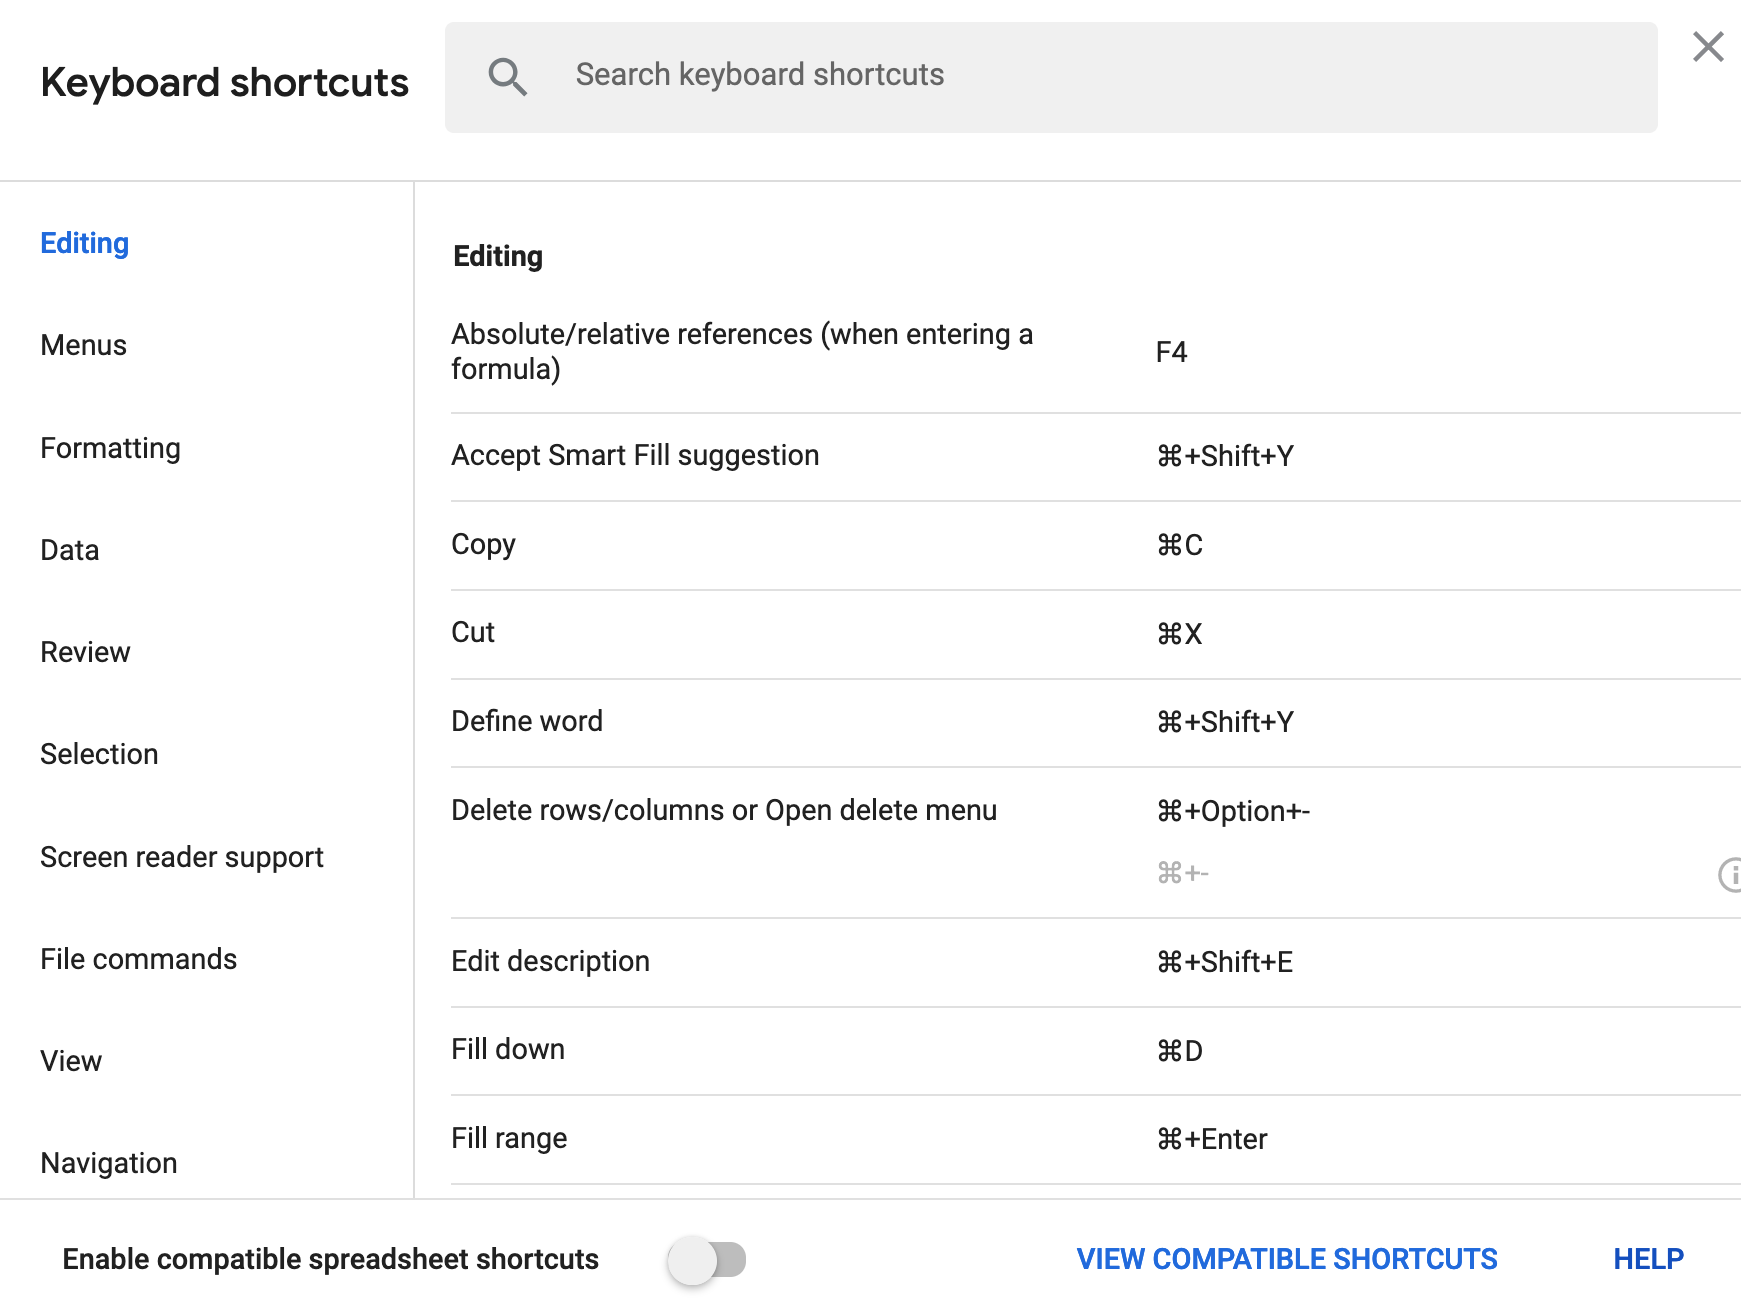 Keyboard shortcuts
Search keyboard shortcuts
Editing
Menus
Formatting
Data
Review
Selection
Screen reader support
File commands
View
Navigation
Editing
Absolute/relative references (when entering a
formula)
F4
Accept Smart Fill suggestion
⌘+Shift+Y
Copy
⌘C
Cut
⌘X
Define word
⌘+Shift+Y
Delete rows/columns or Open delete menu
⌘+Option+-
⌘+-
Edit description
⌘+Shift+E
Fill down
⌘D
Fill range
⌘+Enter
Enable compatible spreadsheet shortcuts
VIEW COMPATIBLE SHORTCUTS
HELP